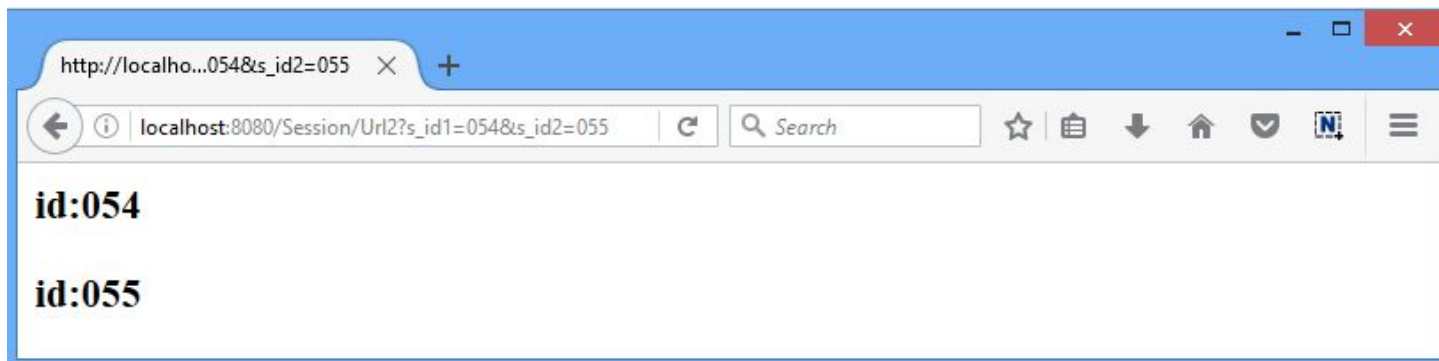 http://localho...054&s_id2=055
localhost:8080/Session/Url2?s_id1=054&s_id2=055
Search
N
id:054
id:055